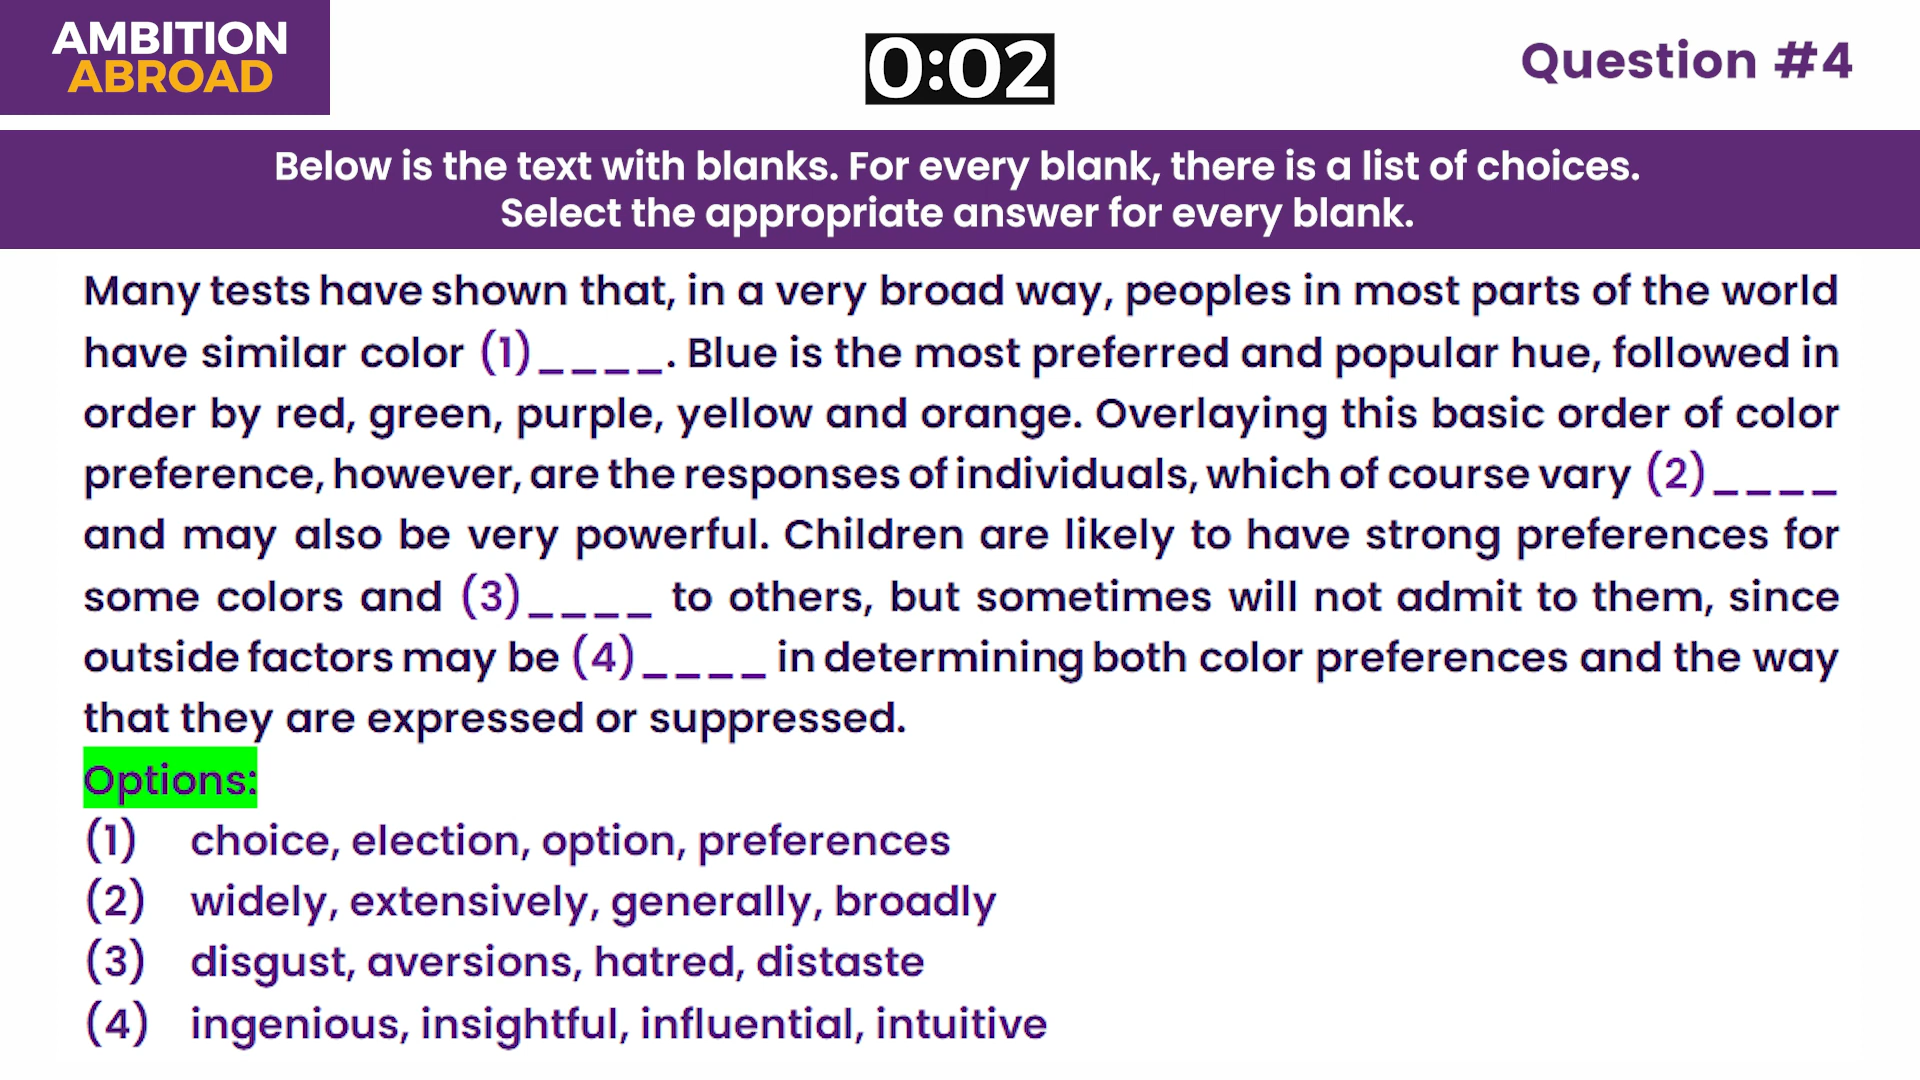 AMBITION
ABROAD
0:02
Question #4
Below is the text with blanks. For every blank, there is a list of choices.
Select the appropriate answer for every blank.
Many tests have shown that, in a very broad way, peoples in most parts of the world
have similar color (1)____. Blue is the most preferred and popular hue, followed in
order by red, green, purple, yellow and orange. Overlaying this basic order of color
preference, however, are the responses of individuals, which of course vary (2)____
and may also be very powerful. Children are likely to have strong preferences for
some colors and (3)____ to others, but sometimes will not admit to them, since
outside factors may be (4)____ in determining both color preferences and the way
that they are expressed or suppressed.
Options:
(1) choice, election, option, preferences
(2) widely, extensively, generally, broadly
(3) disgust, aversions, hatred, distaste
(4) ingenious, insightful, influential, intuitive